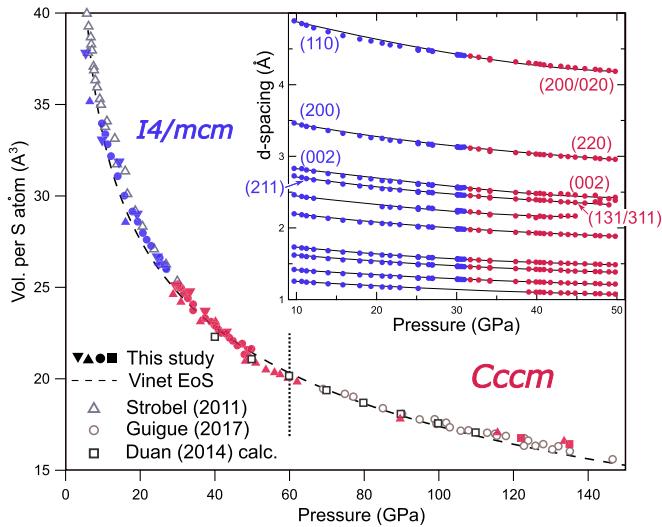 40
35
30
25
20
15
Vol. per S atom (Å3)
0
20
40
60
80
100
120
140
Pressure (GPa)
I4/mcm
Cccm
This study
Vinet EoS
Strobel (2011)
Guigue (2017)
Duan (2014) calc.
d-spacing (Å)
4
3
2
1
10
20
30
40
50
Pressure (GPa)
(110)
(200/020)
(200)
(220)
(002)
(002)
(211)
(131/311)